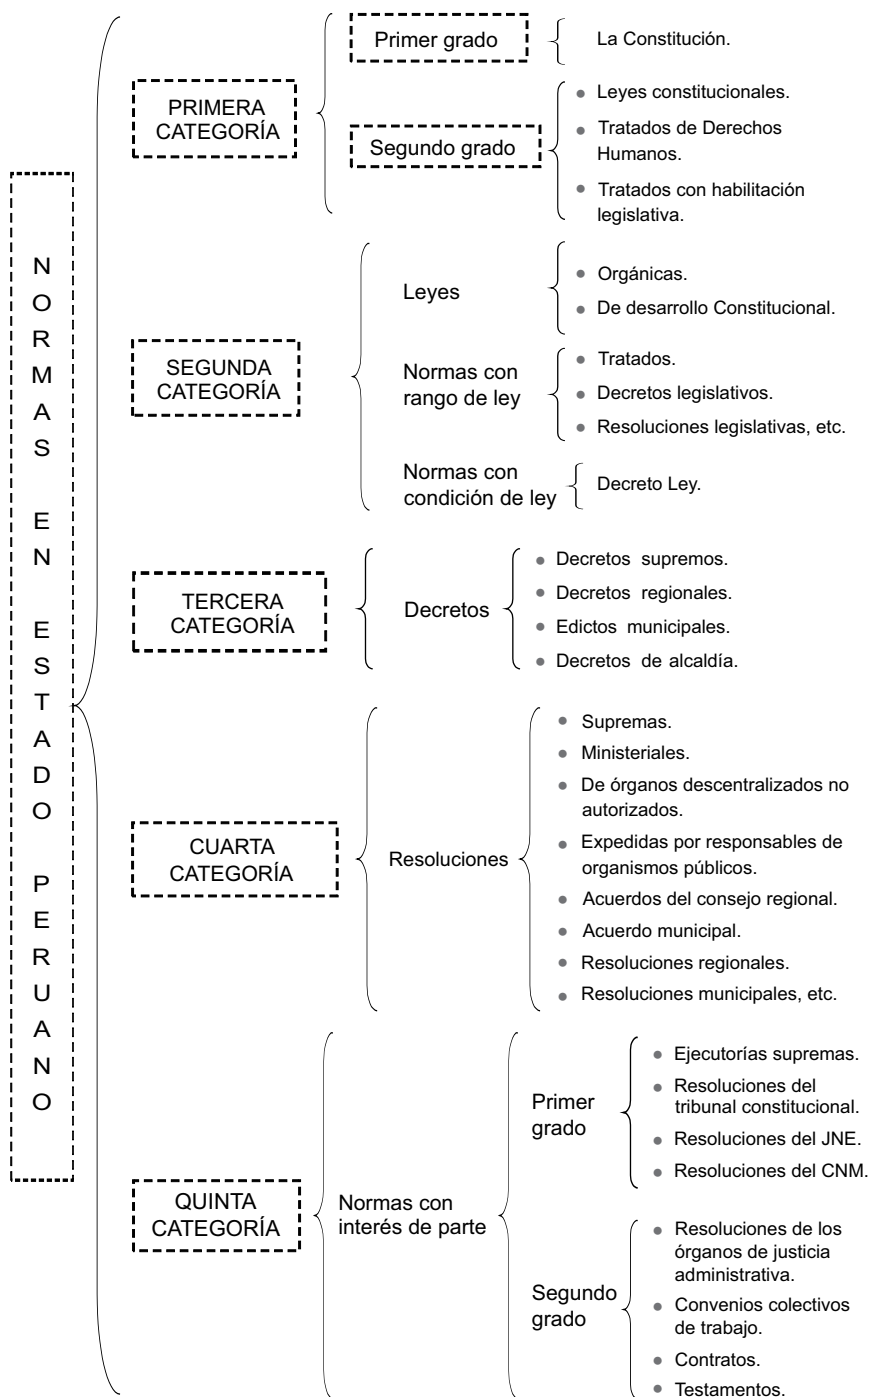 NORMAS EN ESTADO PERUANO
PRIMERA
CATEGORÍA
Primer grado
La Constitución.
Segundo grado
Leyes constitucionales.
Tratados de Derechos
Humanos.
Tratados con habilitación
legislativa.
SEGUNDA
CATEGORÍA
Leyes
Orgánicas.
De desarrollo Constitucional.
Normas con
rango de ley
Tratados.
Decretos legislativos.
Resoluciones legislativas, etc.
Normas con
condición de ley
Decreto Ley.
TERCERA
CATEGORÍA
Decretos
Decretos supremos.
Decretos regionales.
Edictos municipales.
Decretos de alcaldía.
CUARTA
CATEGORÍA
Resoluciones
Supremas.
Ministeriales.
De órganos descentralizados no
autorizados.
Expedidas por responsables de
organismos públicos.
Acuerdos del consejo regional.
Acuerdo municipal.
Resoluciones regionales.
Resoluciones municipales, etc.
QUINTA
CATEGORÍA
Normas con
interés de parte
Primer
grado
Ejecutorías supremas.
Resoluciones del
tribunal constitucional.
Resoluciones del JNE.
Resoluciones del CNM.
Segundo
grado
Resoluciones de los
órganos de justicia
administrativa.
Convenios colectivos
de trabajo.
Contratos.
Testamentos.